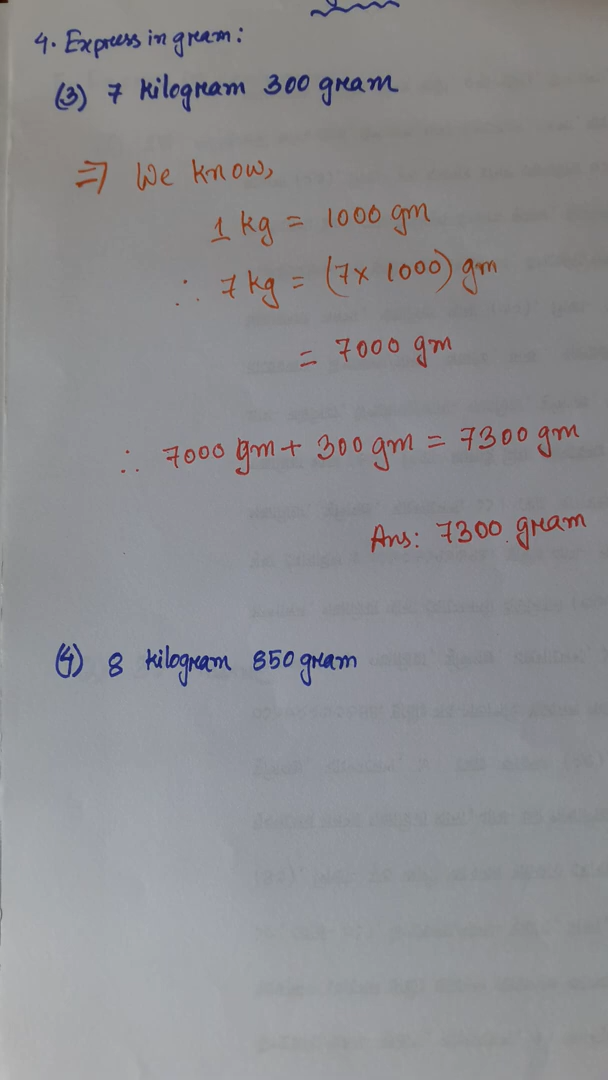 4. Express in gram:
(3) 7 kilogram 300 gram
⇒ We know,
1 kg = 1000 gm
∴ 7 kg = (7 × 1000) gm
= 7000 gm
∴ 7000 gm + 300 gm = 7300 gm
Ans: 7300 gram
(4) 8 kilogram 850 gram